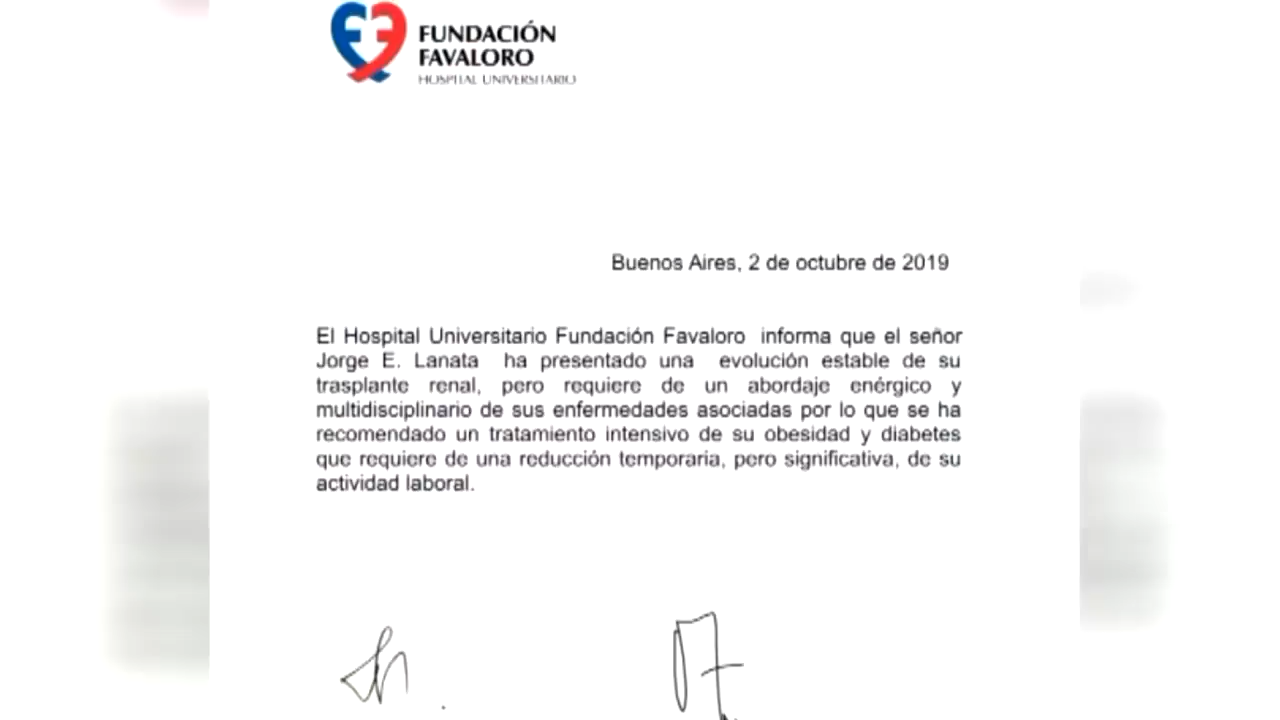 FUNDACIÓN
FAVALORO
HOSPITAL UNIVERSITARIO
Buenos Aires, 2 de octubre de 2019
El Hospital Universitario Fundación Favaloro informa que el señor
Jorge E. Lanata ha presentado una evolución estable de su
trasplante renal, pero requiere de un abordaje enérgico y
multidisciplinario de sus enfermedades asociadas por lo que se ha
recomendado un tratamiento intensivo de su obesidad y diabetes
que requiere de una reducción temporaria, pero significativa, de su
actividad laboral.